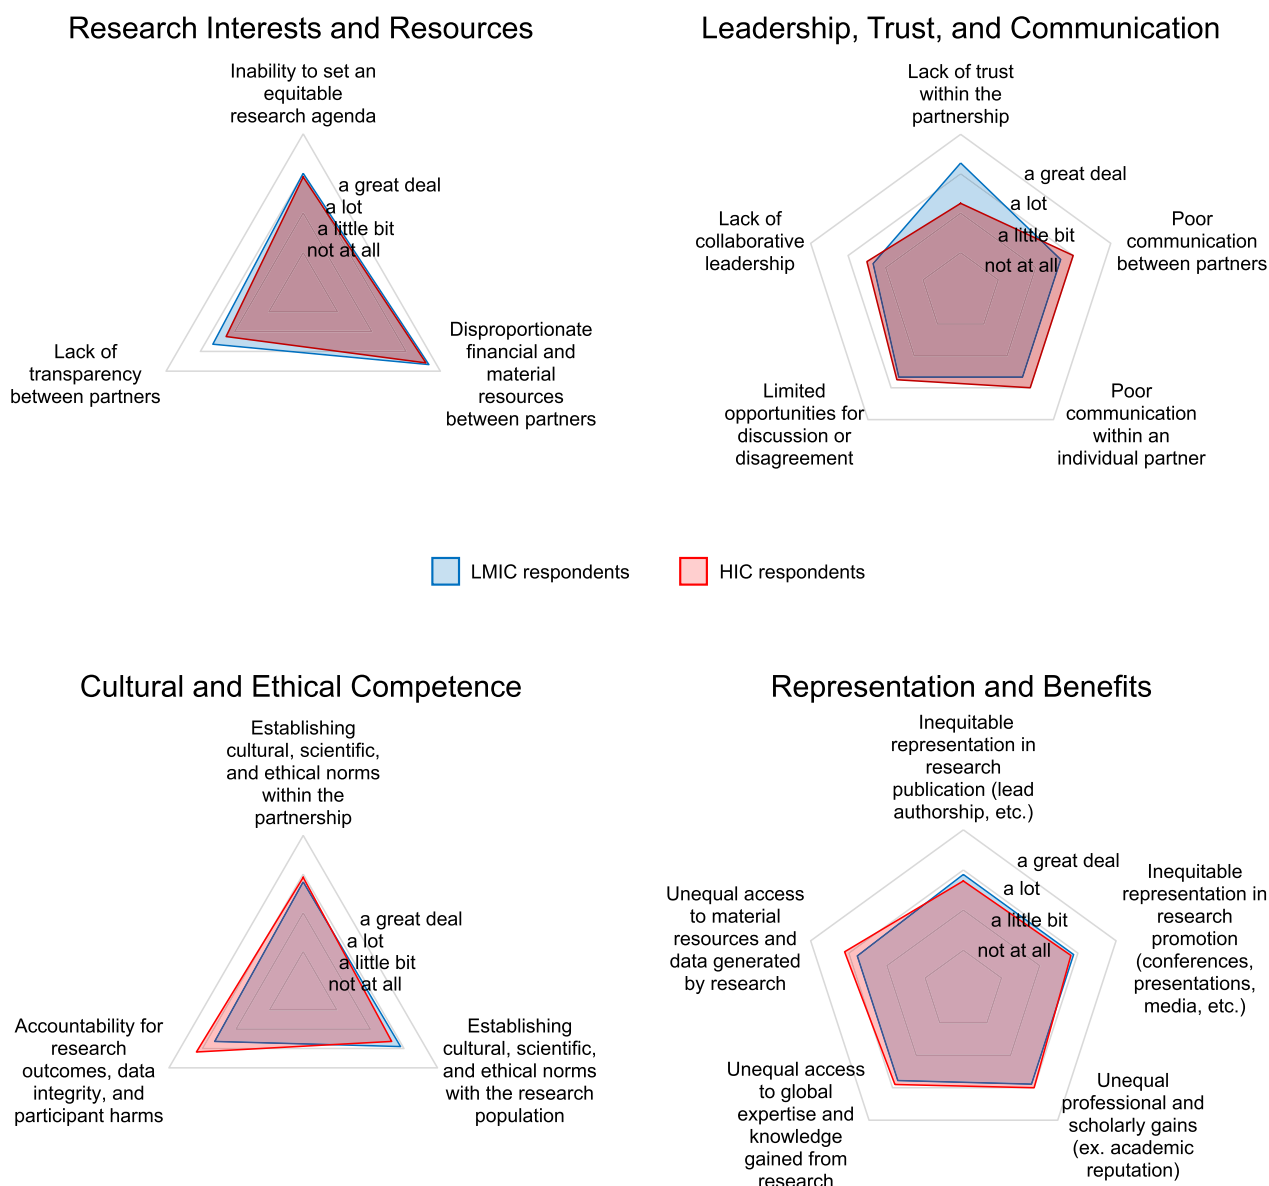 Research Interests and Resources
Inability to set an
equitable
research agenda
a great deal
a lot
a little bit
not at all
Lack of
transparency
between partners
Disproportionate
financial and
material
resources
between partners
Leadership, Trust, and Communication
Lack of trust
within the
partnership
a great deal
a lot
a little bit
not at all
Lack of
collaborative
leadership
Poor
communication
between partners
Limited
opportunities for
discussion or
disagreement
Poor
communication
within an
individual partner
LMIC respondents
HIC respondents
Cultural and Ethical Competence
Establishing
cultural, scientific,
and ethical norms
within the
partnership
a great deal
a lot
a little bit
not at all
Accountability for
research
outcomes, data
integrity, and
participant harms
Establishing
cultural, scientific,
and ethical norms
with the research
population
Representation and Benefits
Inequitable
representation in
research
publication (lead
authorship, etc.)
a great deal
a lot
a little bit
not at all
Unequal access
to material
resources and
data generated
by research
Inequitable
representation in
research
promotion
(conferences,
presentations,
media, etc.)
Unequal access
to global
expertise and
knowledge
gained from
research
Unequal
professional and
scholarly gains
(ex. academic
reputation)